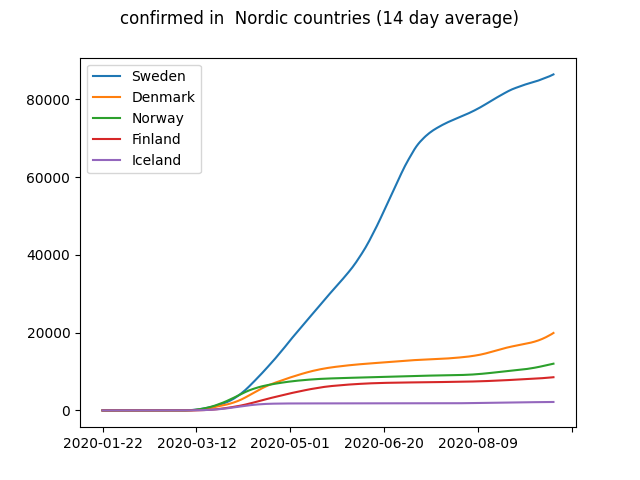 confirmed in  Nordic countries (14 day average)
Sweden
Denmark
Norway
Finland
Iceland
80000
60000
40000
20000
0
2020-01-22 2020-03-12 2020-05-01 2020-06-20 2020-08-09